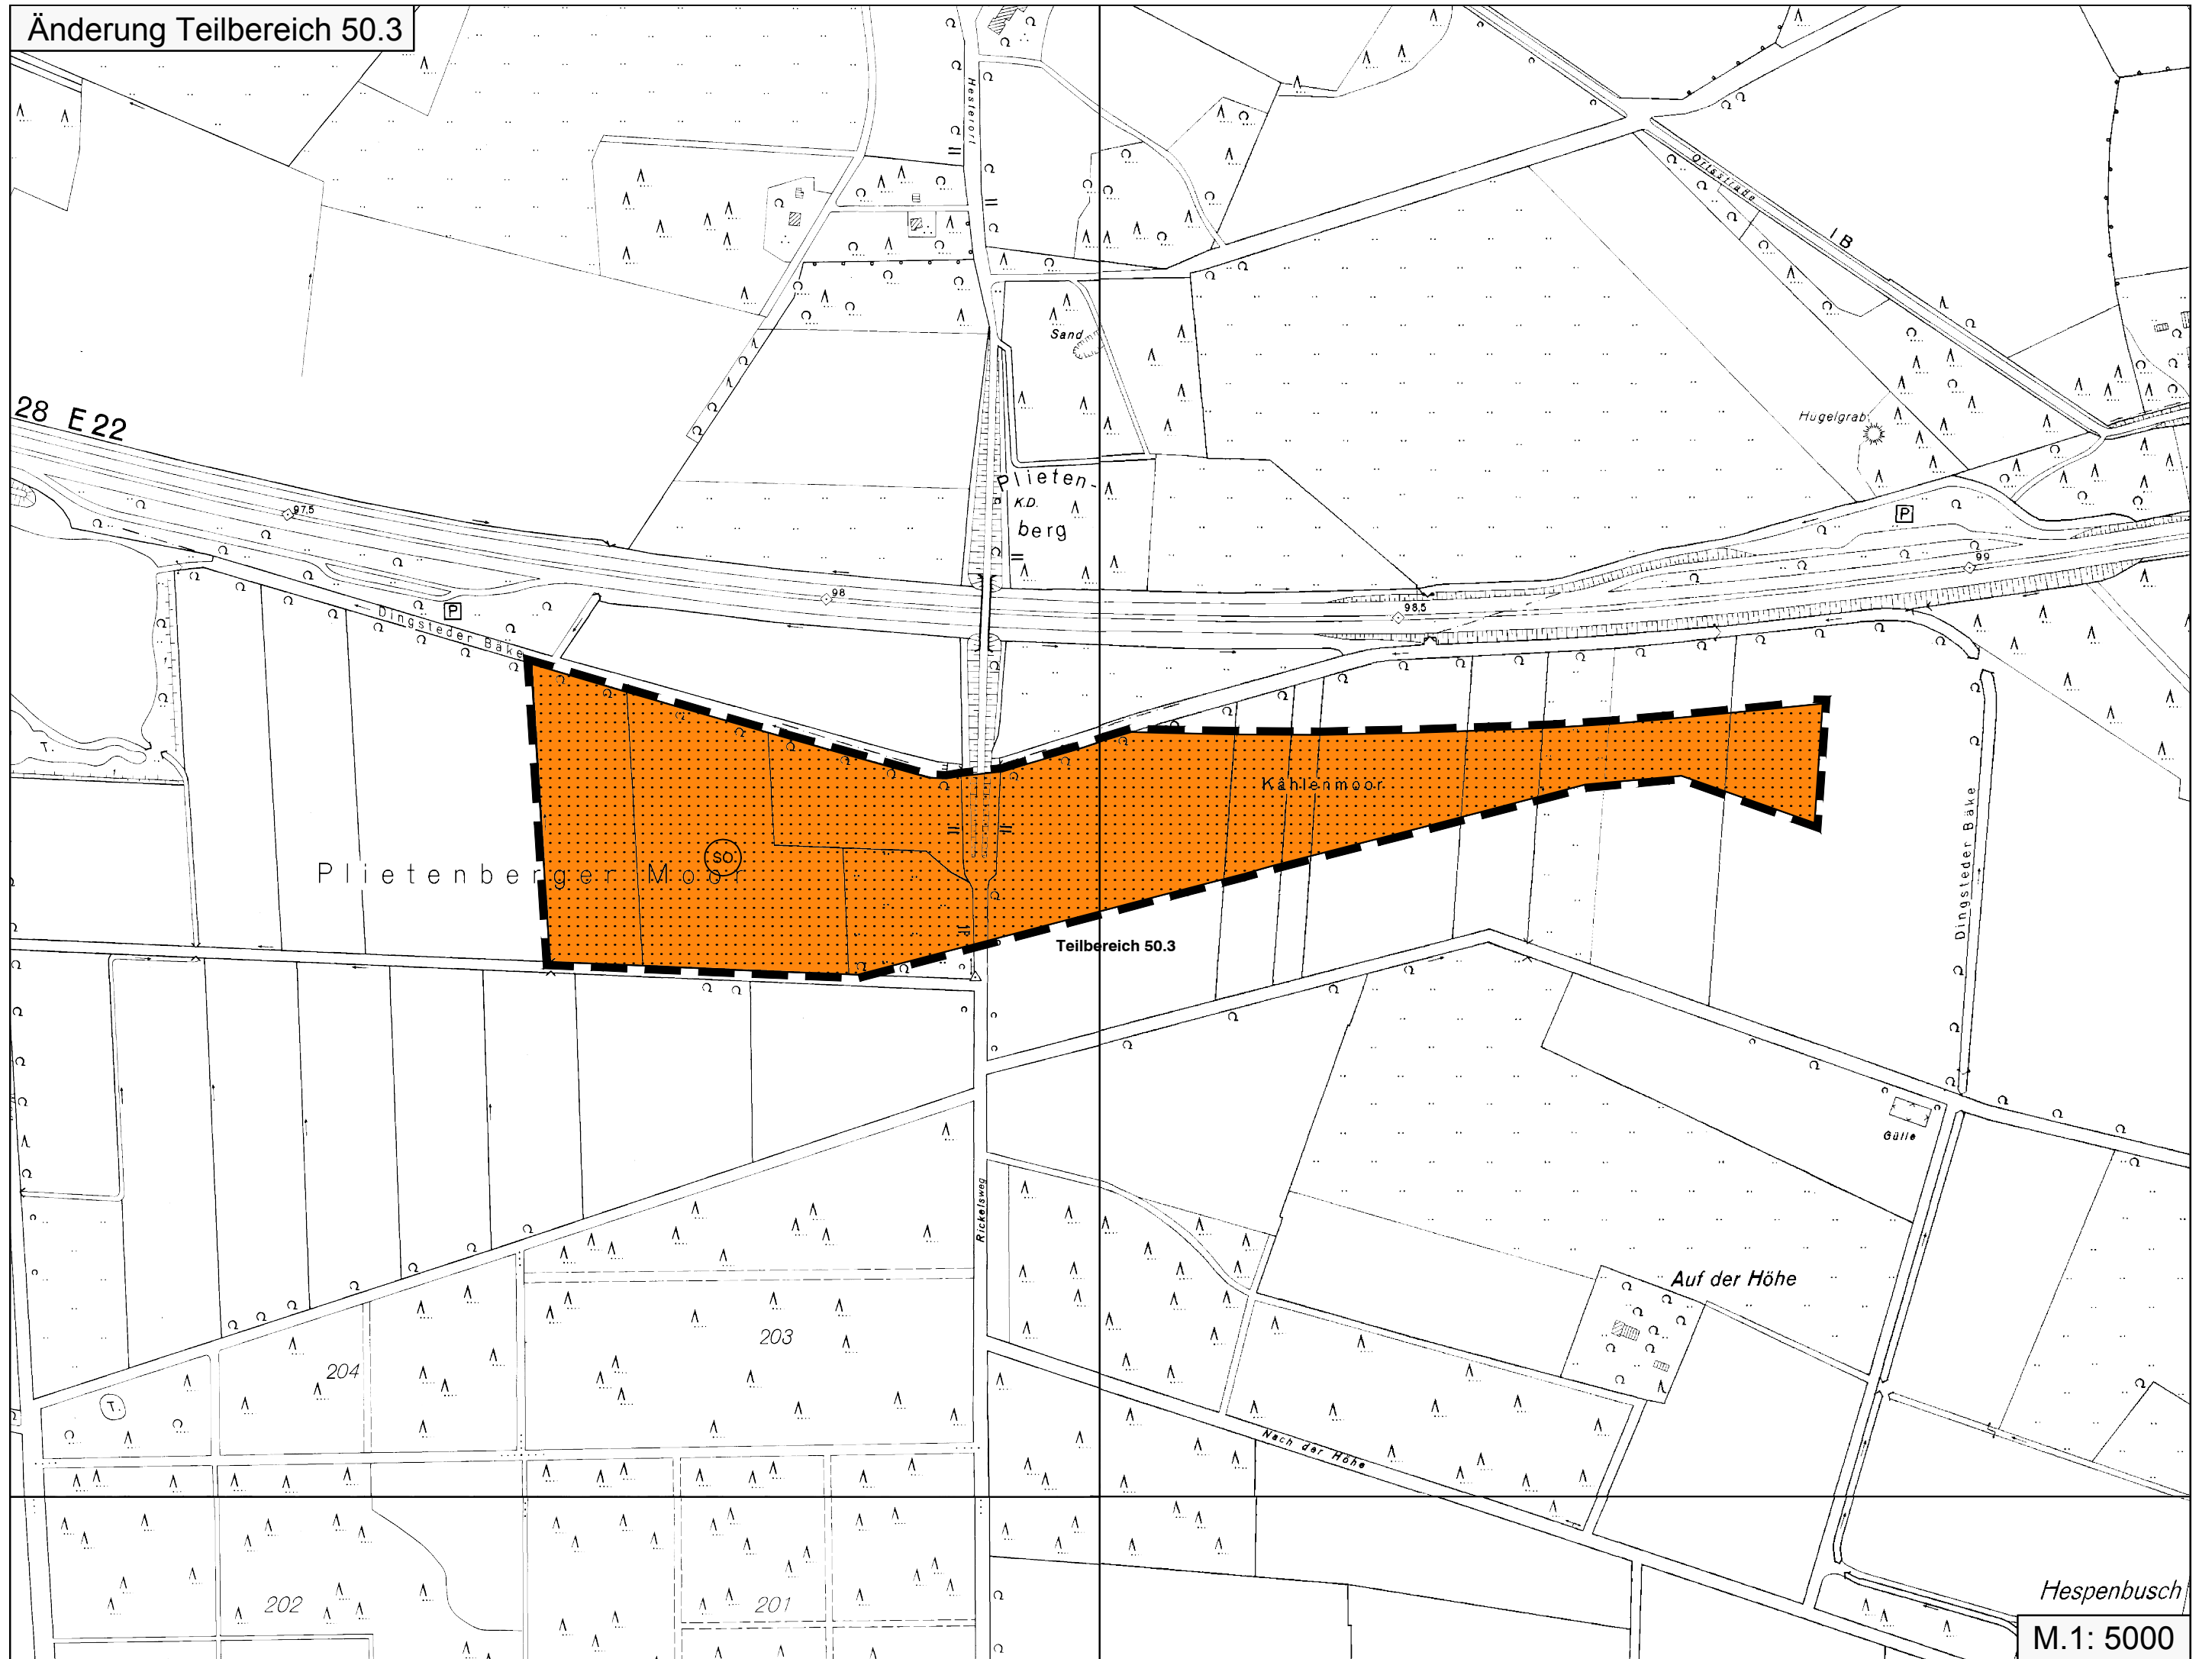 Änderung Teilbereich 50.3
Hesterort
Ortsstraße
1 B
Sand
28 E 22
Hügelgrab
Plieten-
K.D.
berg
P
97.5
99
98
P
98.5
Dingsteder Bäke
T.
Kählenmoor
SO
Plietenberger Moor
Dingsteder Bäke
Teilbereich 50.3
Gülle
Rickelsweg
Auf der Höhe
203
204
T.
Nach der Höhe
Hespenbusch
202
201
M.1: 5000